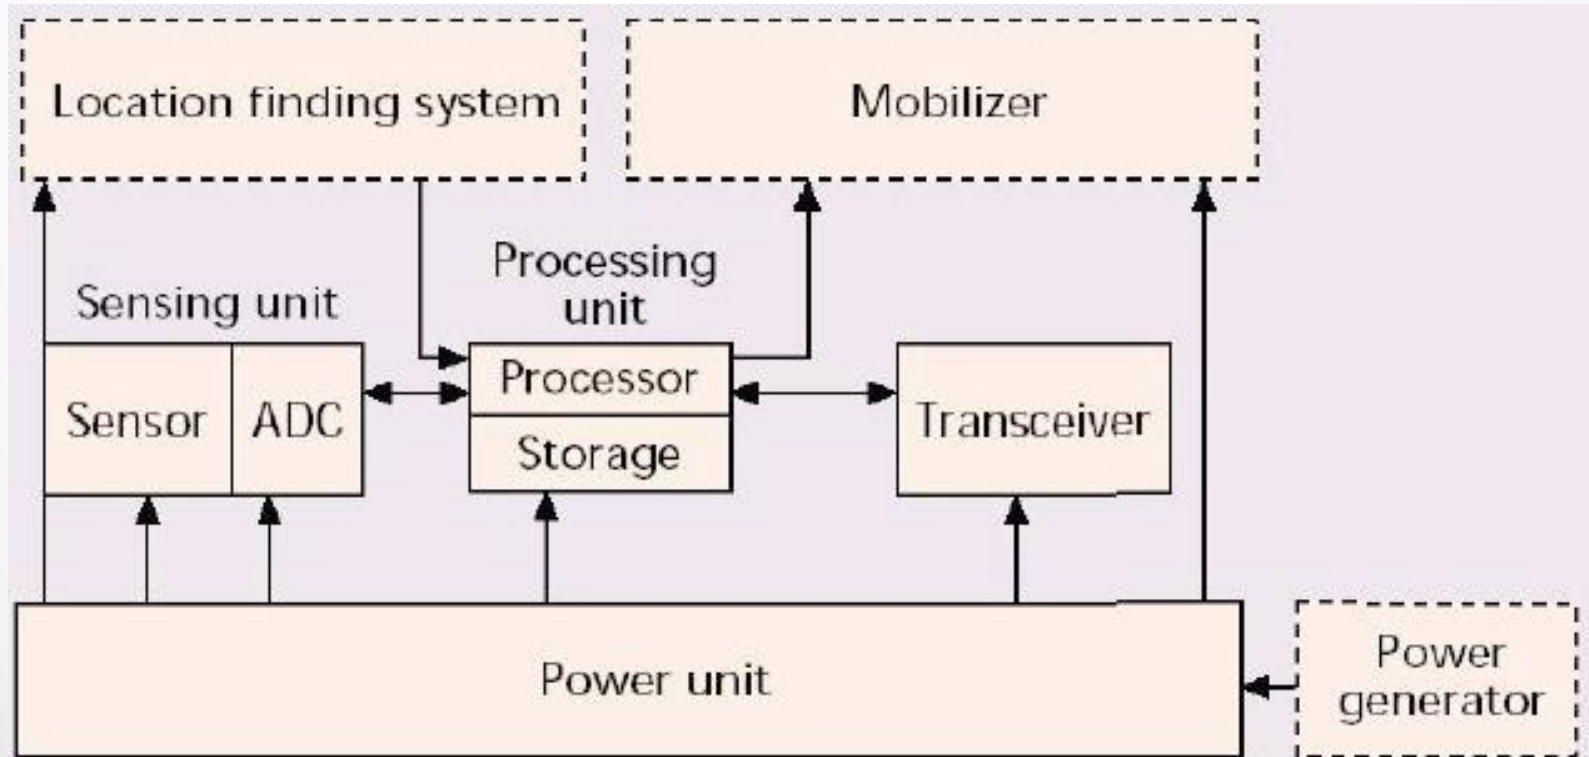 Location finding system
Mobilizer
Processing
unit
Sensing unit
Sensor
ADC
Processor
Storage
Transceiver
Power unit
Power
generator